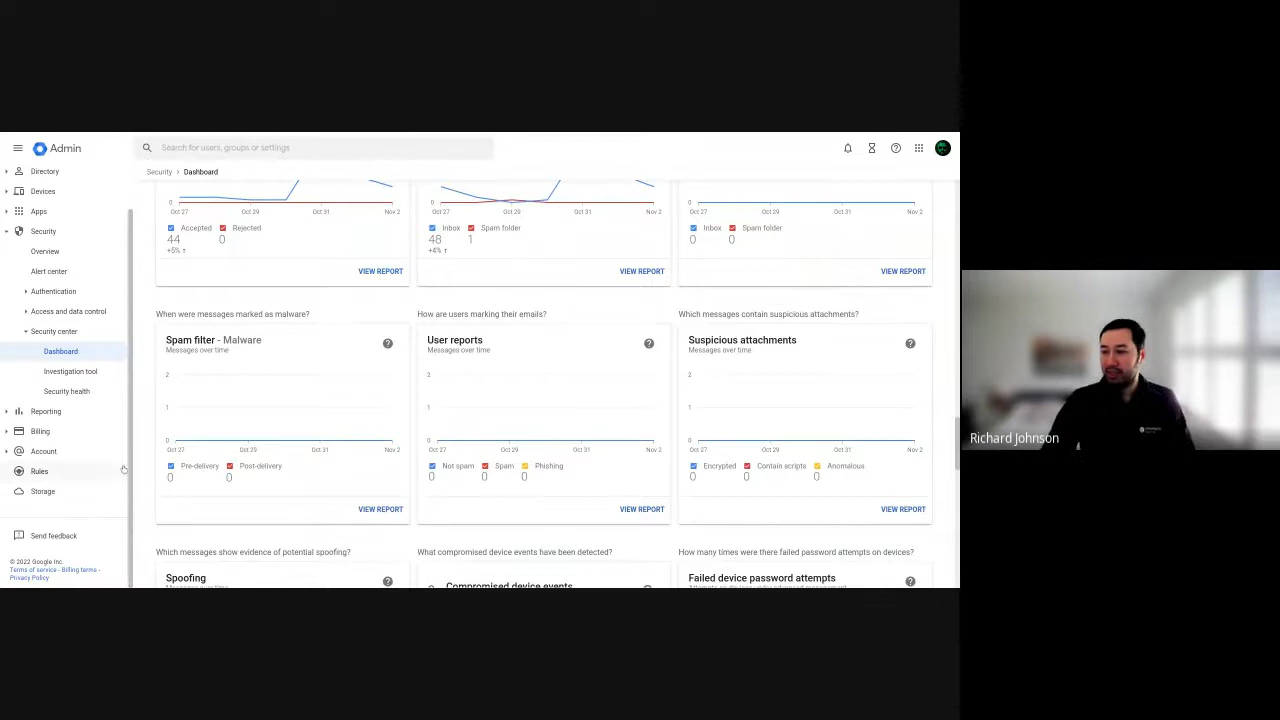 Admin
Search for users, groups or settings
Directory
Devices
Apps
Security
Overview
Alert center
Authentication
Access and data control
Security center
Dashboard
Investigation tool
Security health
Reporting
Billing
Account
Rules
Storage
Send feedback
© 2022 Google Inc.
Terms of service - Billing terms -
Privacy Policy
Security › Dashboard
0
Oct 27 Oct 29 Oct 31 Nov 2
Accepted Rejected
44 0
+5%
VIEW REPORT
0
Oct 27 Oct 29 Oct 31 Nov 2
Inbox Spam folder
48 1
+4%
VIEW REPORT
0
Oct 27 Oct 29 Oct 31 Nov 2
Inbox Spam folder
0 0
VIEW REPORT
When were messages marked as malware?
Spam filter - Malware
Messages over time
2
1
0
Oct 27 Oct 29 Oct 31 Nov 2
Pre-delivery Post-delivery
0 0
VIEW REPORT
How are users marking their emails?
User reports
Messages over time
2
1
0
Oct 27 Oct 29 Oct 31 Nov 2
Not spam Spam Phishing
0 0 0
VIEW REPORT
Which messages contain suspicious attachments?
Suspicious attachments
Messages over time
2
1
0
Oct 27 Oct 29 Oct 31 Nov 2
Encrypted Contain scripts Anomalous
0 0 0
VIEW REPORT
Which messages show evidence of potential spoofing?
Spoofing
What compromised device events have been detected?
Compromised device events
How many times were there failed password attempts on devices?
Failed device password attempts
Richard Johnson